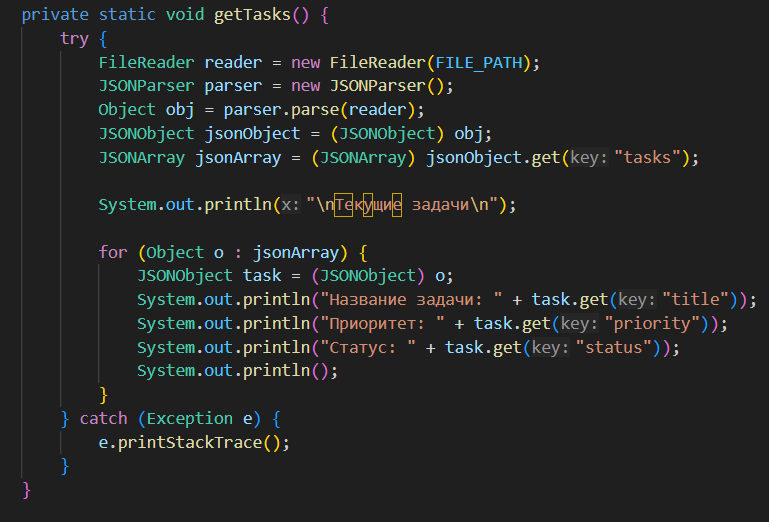 private static void getTasks() {
try {
FileReader reader = new FileReader(FILE_PATH);
JSONParser parser = new JSONParser();
Object obj = parser.parse(reader);
JSONObject jsonObject = (JSONObject) obj;
JSONArray jsonArray = (JSONArray) jsonObject.get(key: "tasks");
System.out.println(x: "\nТекущие задачи\n");
for (Object o : jsonArray) {
JSONObject task = (JSONObject) o;
System.out.println("Название задачи: " + task.get(key: "title"));
System.out.println("Приоритет: " + task.get(key: "priority"));
System.out.println("Статус: " + task.get(key: "status"));
System.out.println();
}
} catch (Exception e) {
e.printStackTrace();
}
}